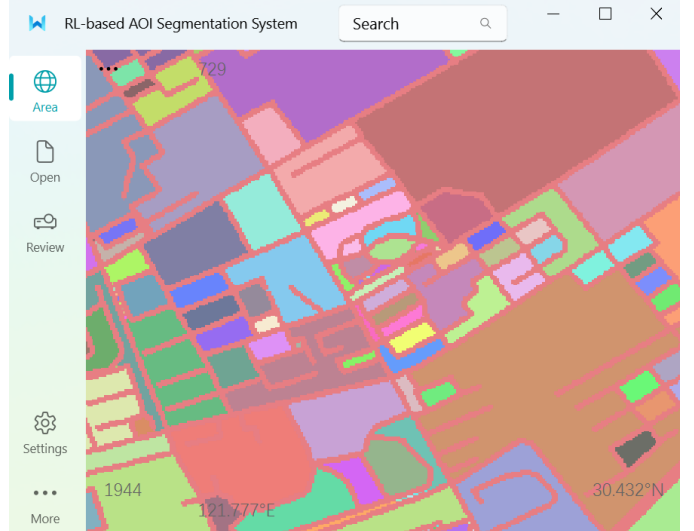 RL-based AOI Segmentation System
Search
729
Area
Open
Review
Settings
1944
30.432°N
121.777°E
More